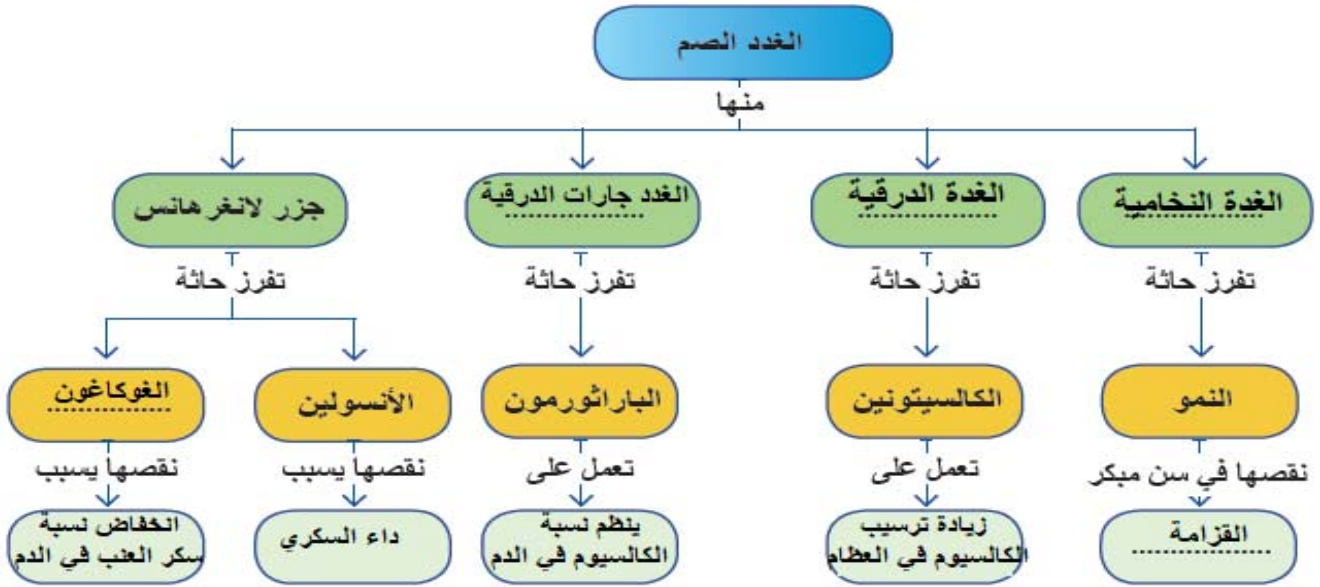 الغدد الصم
منها
الغدة النخامية
الغدة الدرقية
الغدد جارات الدرقية
جزر لانغرهانس
تفرز حاثة
تفرز حاثة
تفرز حاثة
تفرز حاثة
النمو
الكالسيتونين
الباراثورمون
الأنسولين
الغوكاغون
نقصها في سن مبكر
تعمل على
تعمل على
نقصها يسبب
نقصها يسبب
القزامة
زيادة ترسيب
الكالسيوم في العظام
ينظم نسبة
الكالسيوم في الدم
داء السكري
انخفاض نسبة
سكر العنب في الدم